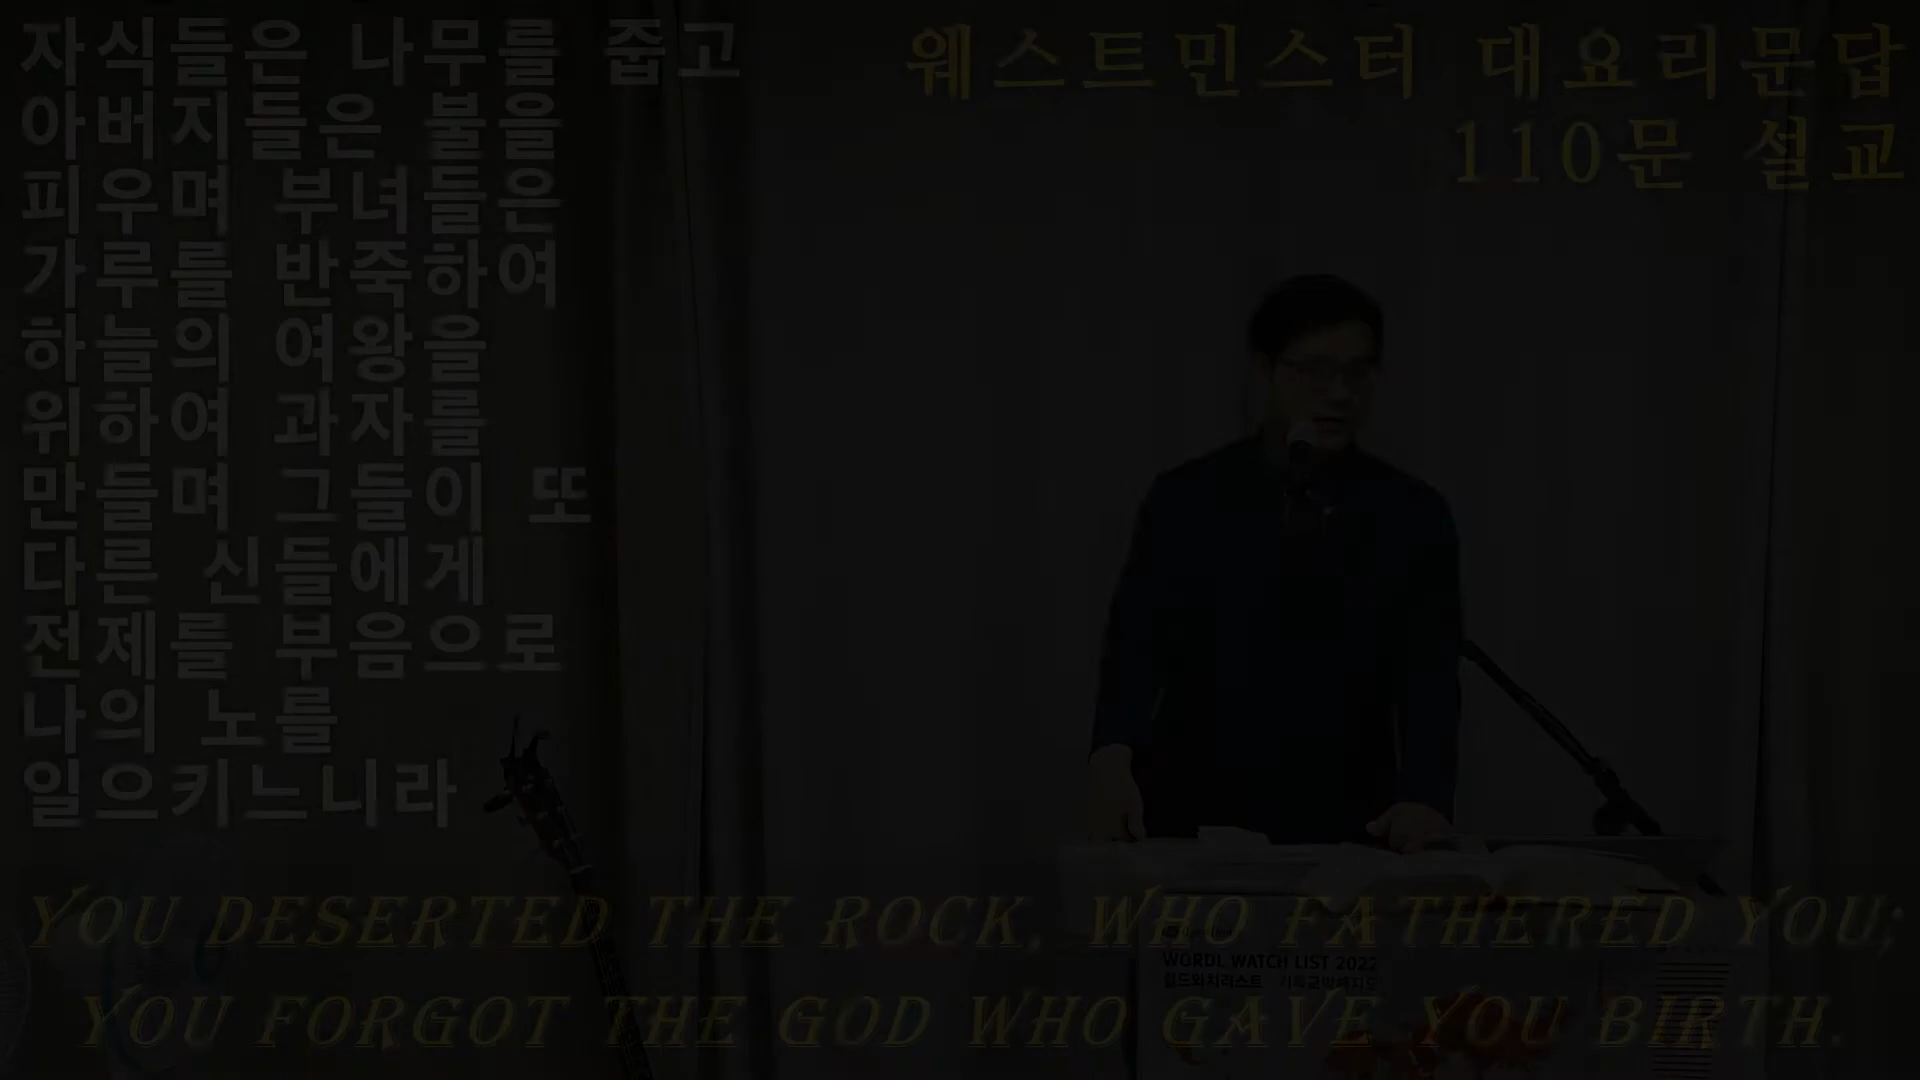 자식들은 나무를 줍고
아버지들은 불을
피우며 부녀들은
가루를 반죽하여
하늘의 여왕을
위하여 과자를
만들며 그들이 또
다른 신들에게
전제를 부음으로
나의 노를
일으키느니라
웨스트민스터 대요리문답
110문 설교
YOU DESERTED THE ROCK, WHO FATHERED YOU;
YOU FORGOT THE GOD WHO GAVE YOU BIRTH.
WORDL WATCH LIST 2022